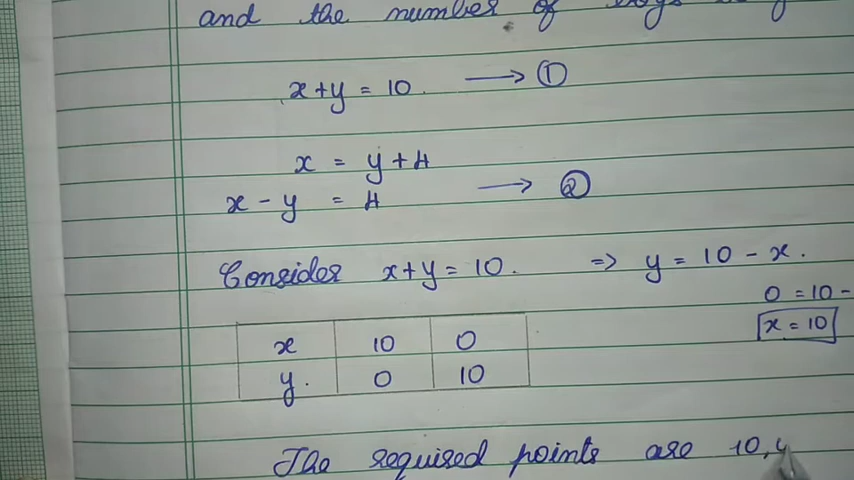 and the number of boys
x+y = 10. → ①
x = y+4
x - y = 4 → ②
Consider x+y = 10. => y = 10 - x.
0 = 10 -
x = 10
x 10 0
y. 0 10
The required points are 10,